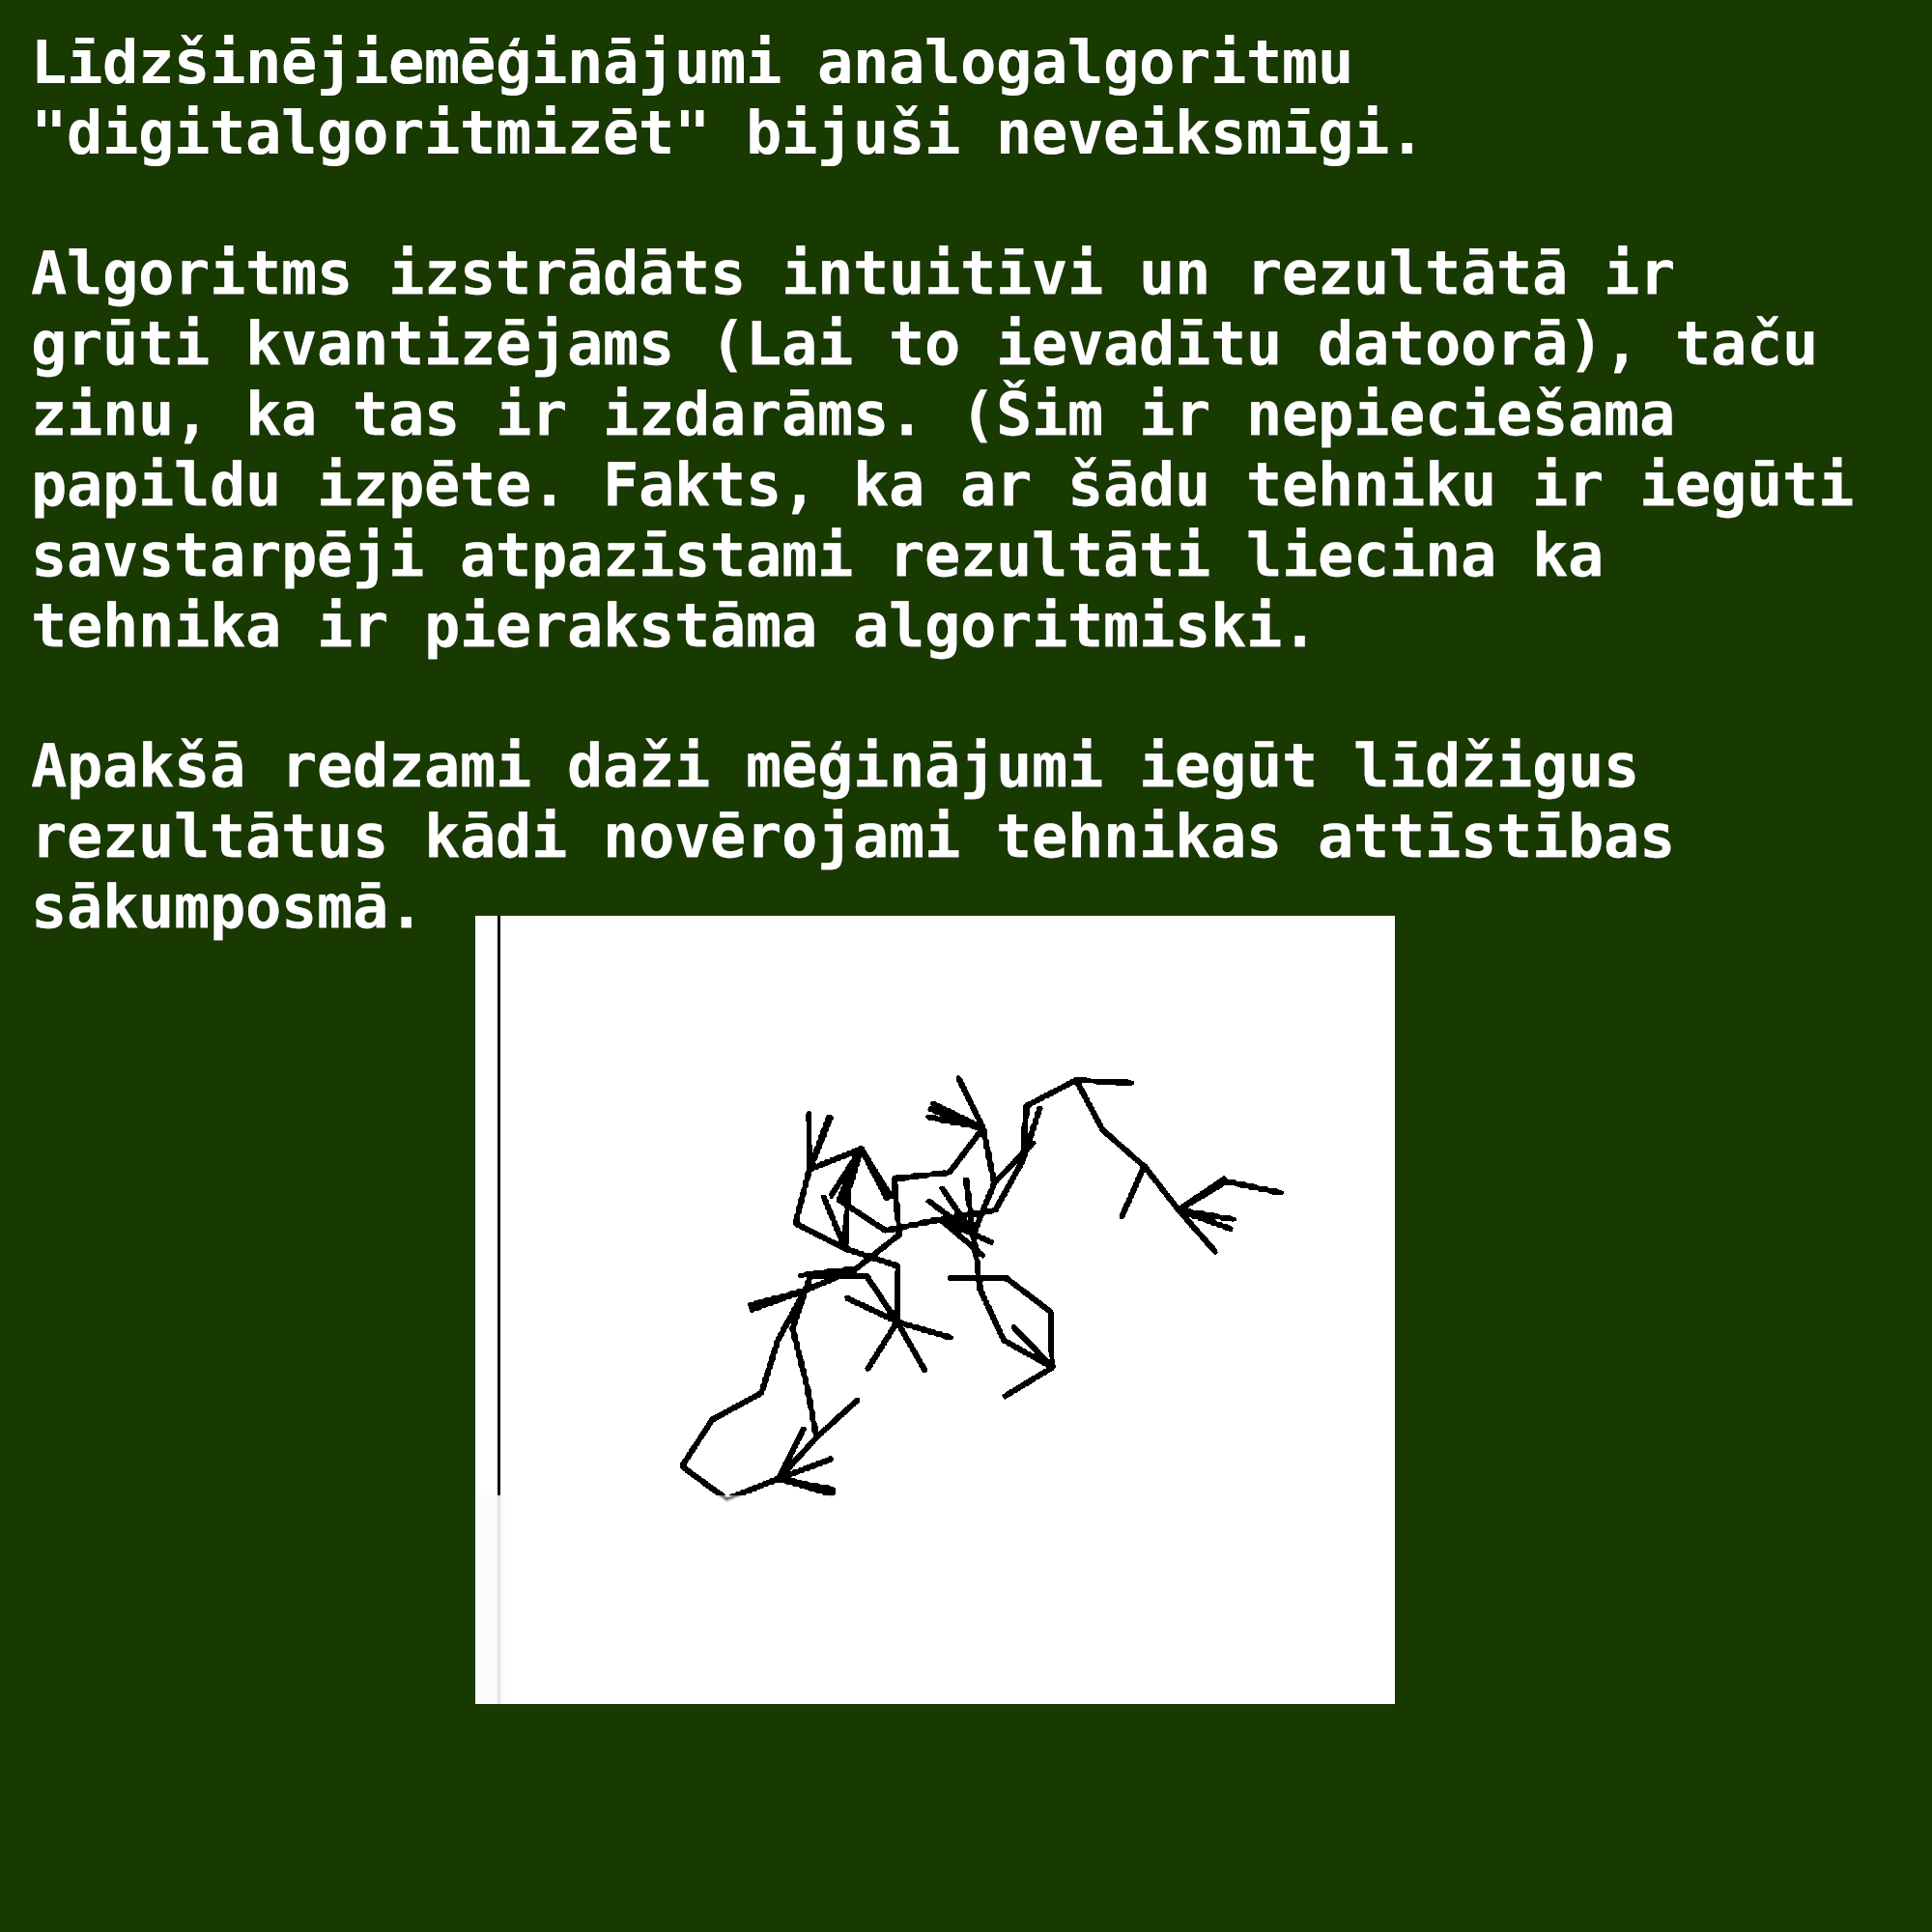 Līdzšinējiemēģinājumi analogalgoritmu
"digitalgoritmizēt" bijuši neveiksmīgi.
Algoritms izstrādāts intuitīvi un rezultātā ir
grūti kvantizējams (Lai to ievadītu datoorā), taču
zinu, ka tas ir izdarāms. (Šim ir nepieciešama
papildu izpēte. Fakts, ka ar šādu tehniku ir iegūti
savstarpēji atpazīstami rezultāti liecina ka
tehnika ir pierakstāma algoritmiski.
Apakšā redzami daži mēģinājumi iegūt līdžigus
rezultātus kādi novērojami tehnikas attīstības
sākumposmā.